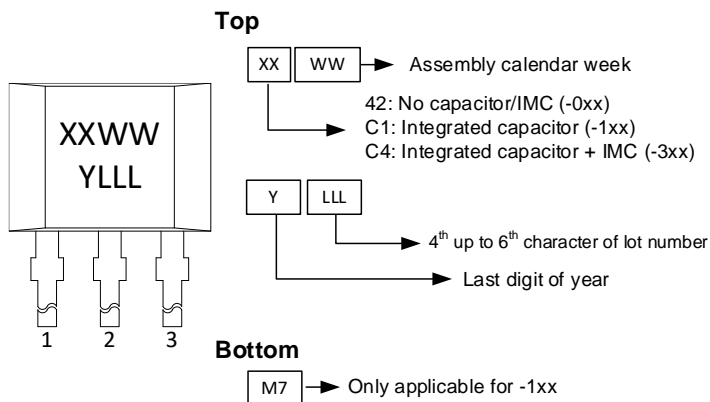 Top
XX WW Assembly calendar week
42: No capacitor/IMC (-0xx)
C1: Integrated capacitor (-1xx)
C4: Integrated capacitor + IMC (-3xx)
XXWW
YLLL
Y LLL
4th up to 6th character of lot number
Last digit of year
1 2 3
Bottom
M7 Only applicable for -1xx